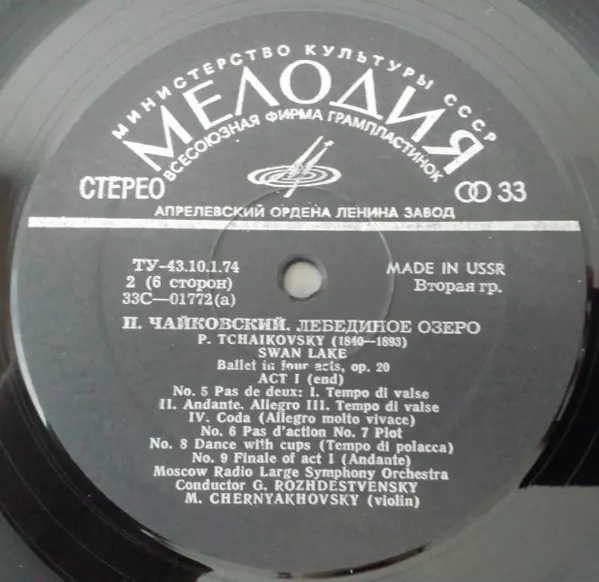 МИНИСТЕРСТВО КУЛЬТУРЫ СССР
МЕЛОДИЯ
ВСЕСОЮЗНАЯ ФИРМА ГРАМПЛАСТИНОК
СТЕРЕО
33
АПРЕЛЕВСКИЙ ОРДЕНА ЛЕНИНА ЗАВОД
ТУ-43.10.1.74
MADE IN USSR
2 (6 сторон)
Вторая гр.
33С—01772(а)
П. ЧАЙКОВСКИЙ. ЛЕБЕДИНОЕ ОЗЕРО
P. TCHAIKOVSKY (1840—1893)
SWAN LAKE
Ballet in four acts, op. 20
ACT I (end)
No. 5 Pas de deux: I. Tempo di valse
II. Andante. Allegro III. Tempo di valse
IV. Coda (Allegro molto vivace)
No. 6 Pas d'action No. 7 Plot
No. 8 Dance with cups (Tempo di polacca)
No. 9 Finale of act I (Andante)
Moscow Radio Large Symphony Orchestra
Conductor G. ROZHDESTVENSKY
M. CHERNYAKHOVSKY (violin)